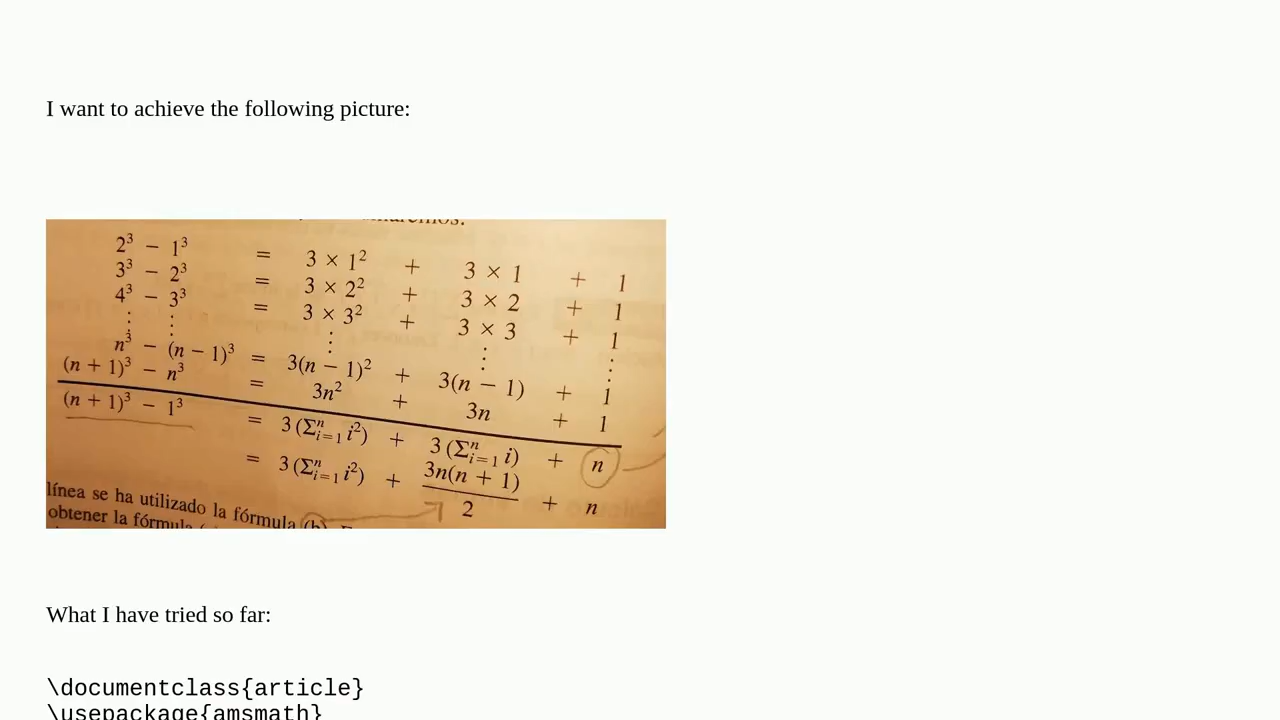 I want to achieve the following picture:
2³ − 1³ = 3 × 1² + 3 × 1 + 1
3³ − 2³ = 3 × 2² + 3 × 2 + 1
4³ − 3³ = 3 × 3² + 3 × 3 + 1
⋮ ⋮ ⋮ ⋮ ⋮
n³ − (n − 1)³ = 3(n − 1)² + 3(n − 1) + 1
(n + 1)³ − n³ = 3n² + 3n + 1
(n + 1)³ − 1³ = 3 (Σⁿᵢ₌₁ i²) + 3 (Σⁿᵢ₌₁ i) + n
= 3 (Σⁿᵢ₌₁ i²) + 3n(n + 1)/2 + n
línea se ha utilizado la fórmula (b)
obtener la fórmula
What I have tried so far:
\documentclass{article}
\usepackage{amsmath}